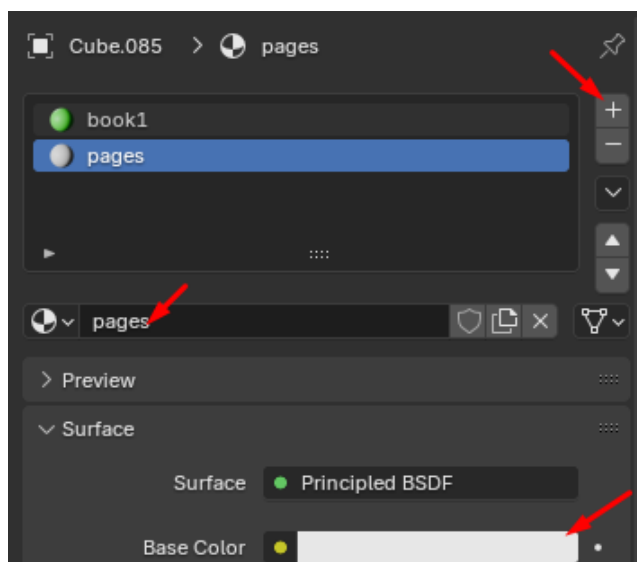 Cube.085 > pages
book1
pages
pages
Preview
Surface
Surface Principled BSDF
Base Color